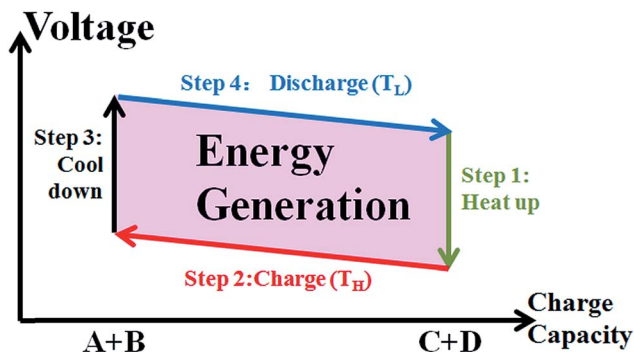 Voltage
Step 4: Discharge (TL)
Step 3:
Cool
down
Energy
Generation
Step 1:
Heat up
Step 2:Charge (TH)
Charge
Capacity
A+B
C+D